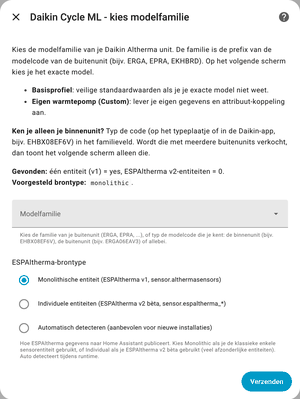 Daikin Cycle ML - kies modelfamilie
Kies de modelfamilie van je Daikin Altherma unit. De familie is de prefix van de
modelcode van de buitenunit (bijv. ERGA, EPRA, EKHBRD). Op het volgende scherm
kies je het exacte model.
• Basisprofiel: veilige standaardwaarden als je je exacte model niet weet.
• Eigen warmtepomp (Custom): lever je eigen gegevens en attribuut-koppeling
aan.
Ken je alleen je binnenunit? Typ de code (op het typeplaatje of in de Daikin-app,
bijv. EHBX08EF6V) in het familieveld. Wordt die met meerdere buitenunits verkocht,
dan toont het volgende scherm alleen die.
Gevonden: één entiteit (v1) = yes, ESPAltherma v2-entiteiten = 0.
Voorgesteld brontype: monolithic.
Modelfamilie
Kies de familie van je buitenunit (ERGA, EPRA, ...), of typ de modelcode die je kent: de binnenunit (bijv.
EHBX08EF6V), de buitenunit (bijv. ERGA06EAV3) of allebei.
ESPAltherma-brontype
Monolithische entiteit (ESPAltherma v1, sensor.althermasensors)
Individuele entiteiten (ESPAltherma v2 bèta, sensor.espaltherma_*)
Automatisch detecteren (aanbevolen voor nieuwe installaties)
Hoe ESPAltherma gegevens naar Home Assistant publiceert. Kies Monolithic als je de klassieke enkele
sensorentiteit gebruikt, of Individual als je ESPAltherma v2 bèta gebruikt (veel afzonderlijke entiteiten).
Auto detecteert tijdens runtime.
Verzenden